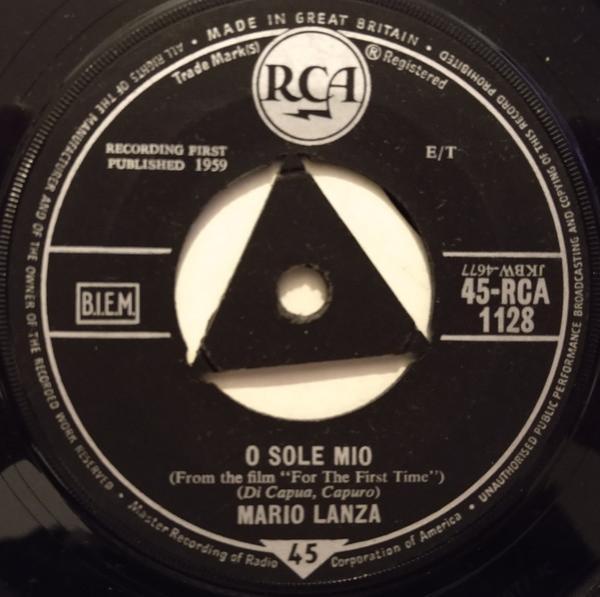 MADE IN GREAT BRITAIN •
ALL RIGHTS OF THE MANUFACTURER AND OF THE OWNER OF THE RECORDED WORK RESERVED •
UNAUTHORISED PUBLIC PERFORMANCE BROADCASTING AND COPYING OF THIS RECORD PROHIBITED
Trade Mark(s) ® Registered
RCA
RECORDING FIRST
PUBLISHED 1959
E/T
B.I.E.M.
JKBW-4677
45-RCA
1128
O SOLE MIO
(From the film "For The First Time")
(Di Capua, Capuro)
MARIO LANZA
Master Recording of Radio Corporation of America •
45